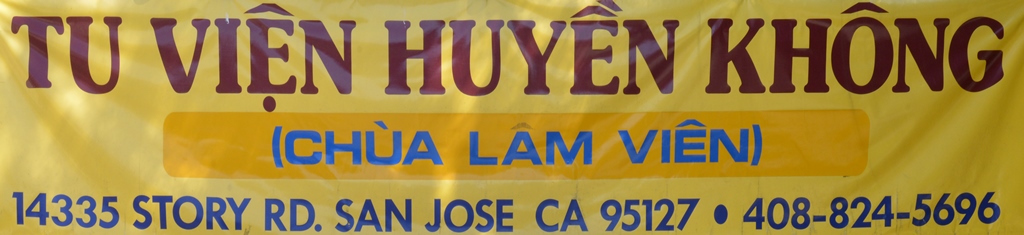 TU VIỆN HUYỀN KHÔNG
(CHÙA LÂM VIÊN)
14335 STORY RD. SAN JOSE CA 95127 • 408-824-5696